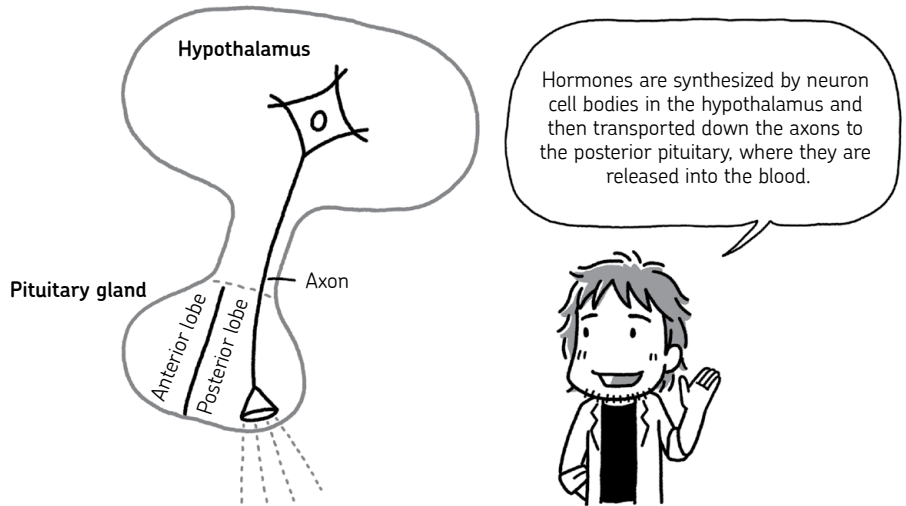 Hypothalamus
Hormones are synthesized by neuron
cell bodies in the hypothalamus and
then transported down the axons to
the posterior pituitary, where they are
released into the blood.
Pituitary gland
Axon
Anterior lobe
Posterior lobe